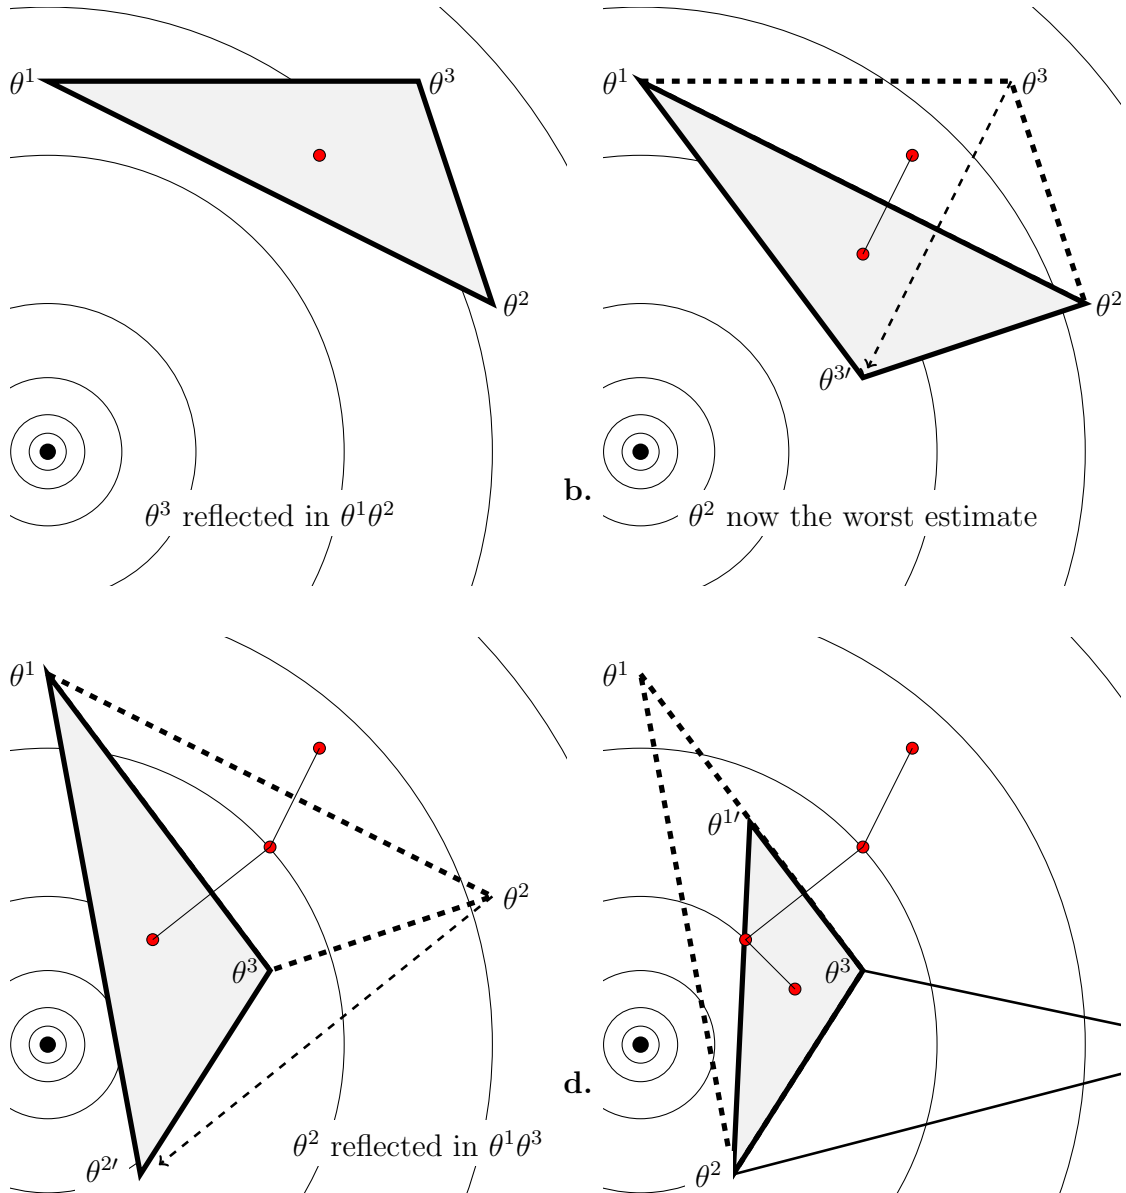 θ¹ θ³
θ²
θ³ reflected in θ¹θ²
b.
θ¹ θ³
θ²
θ³′
θ² now the worst estimate
θ¹
θ²
θ³
θ²′
θ² reflected in θ¹θ³
d.
θ¹
θ¹′
θ³
θ²